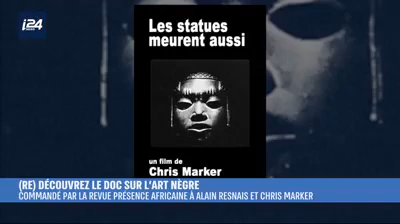 i24
NEWS
Les statues
meurent aussi
un film de
Chris Marker
(RE) DÉCOUVREZ LE DOC SUR L'ART NÈGRE
COMMANDÉ PAR LA REVUE PRÉSENCE AFRICAINE À ALAIN RESNAIS ET CHRIS MARKER